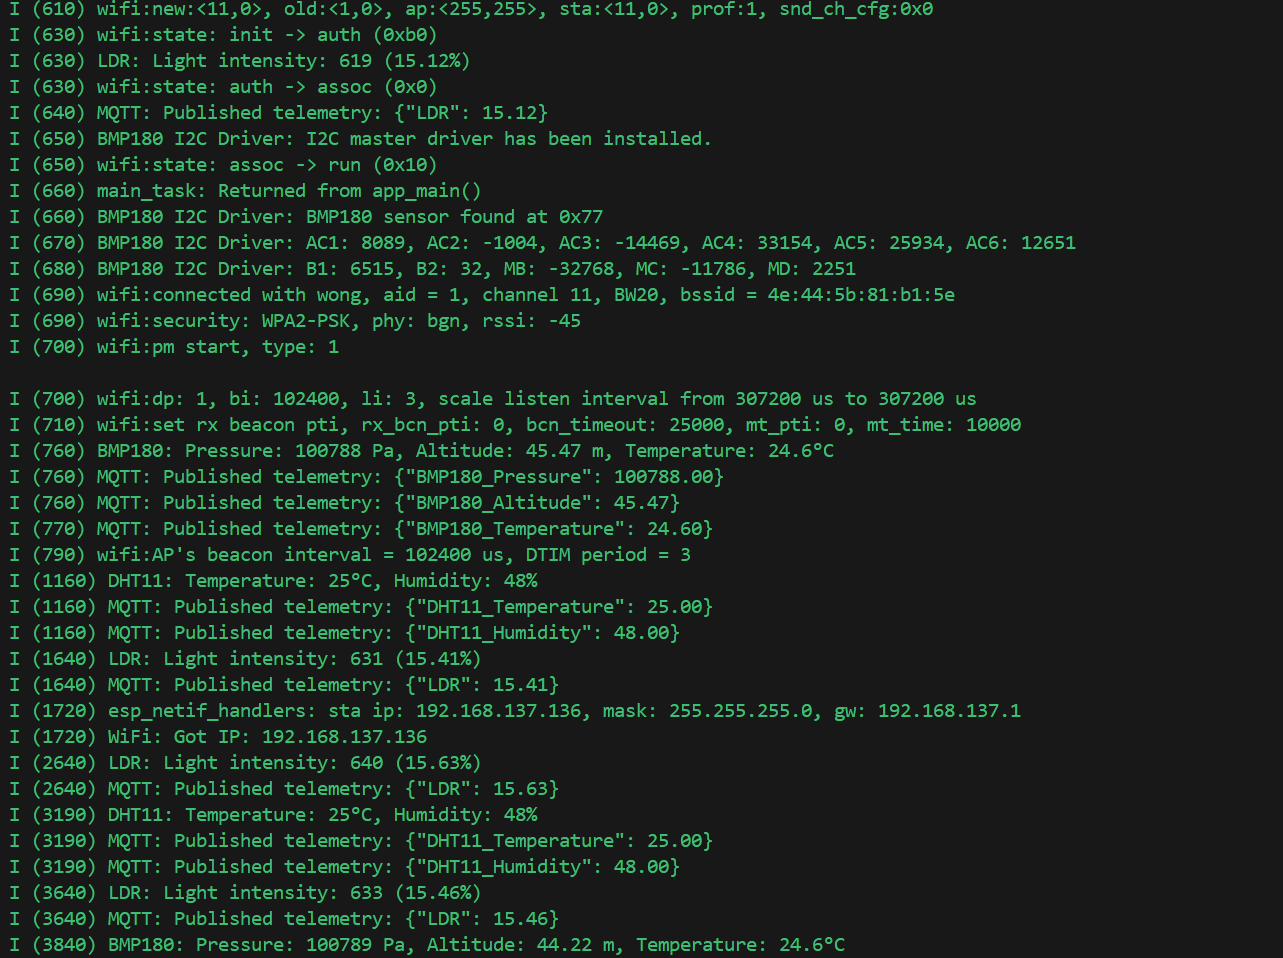 I (610) wifi:new:<11,0>, old:<1,0>, ap:<255,255>, sta:<11,0>, prof:1, snd_ch_cfg:0x0
I (630) wifi:state: init -> auth (0xb0)
I (630) LDR: Light intensity: 619 (15.12%)
I (630) wifi:state: auth -> assoc (0x0)
I (640) MQTT: Published telemetry: {"LDR": 15.12}
I (650) BMP180 I2C Driver: I2C master driver has been installed.
I (650) wifi:state: assoc -> run (0x10)
I (660) main_task: Returned from app_main()
I (660) BMP180 I2C Driver: BMP180 sensor found at 0x77
I (670) BMP180 I2C Driver: AC1: 8089, AC2: -1004, AC3: -14469, AC4: 33154, AC5: 25934, AC6: 12651
I (680) BMP180 I2C Driver: B1: 6515, B2: 32, MB: -32768, MC: -11786, MD: 2251
I (690) wifi:connected with wong, aid = 1, channel 11, BW20, bssid = 4e:44:5b:81:b1:5e
I (690) wifi:security: WPA2-PSK, phy: bgn, rssi: -45
I (700) wifi:pm start, type: 1
I (700) wifi:dp: 1, bi: 102400, li: 3, scale listen interval from 307200 us to 307200 us
I (710) wifi:set rx beacon pti, rx_bcn_pti: 0, bcn_timeout: 25000, mt_pti: 0, mt_time: 10000
I (760) BMP180: Pressure: 100788 Pa, Altitude: 45.47 m, Temperature: 24.6°C
I (760) MQTT: Published telemetry: {"BMP180_Pressure": 100788.00}
I (760) MQTT: Published telemetry: {"BMP180_Altitude": 45.47}
I (770) MQTT: Published telemetry: {"BMP180_Temperature": 24.60}
I (790) wifi:AP's beacon interval = 102400 us, DTIM period = 3
I (1160) DHT11: Temperature: 25°C, Humidity: 48%
I (1160) MQTT: Published telemetry: {"DHT11_Temperature": 25.00}
I (1160) MQTT: Published telemetry: {"DHT11_Humidity": 48.00}
I (1640) LDR: Light intensity: 631 (15.41%)
I (1640) MQTT: Published telemetry: {"LDR": 15.41}
I (1720) esp_netif_handlers: sta ip: 192.168.137.136, mask: 255.255.255.0, gw: 192.168.137.1
I (1720) WiFi: Got IP: 192.168.137.136
I (2640) LDR: Light intensity: 640 (15.63%)
I (2640) MQTT: Published telemetry: {"LDR": 15.63}
I (3190) DHT11: Temperature: 25°C, Humidity: 48%
I (3190) MQTT: Published telemetry: {"DHT11_Temperature": 25.00}
I (3190) MQTT: Published telemetry: {"DHT11_Humidity": 48.00}
I (3640) LDR: Light intensity: 633 (15.46%)
I (3640) MQTT: Published telemetry: {"LDR": 15.46}
I (3840) BMP180: Pressure: 100789 Pa, Altitude: 44.22 m, Temperature: 24.6°C